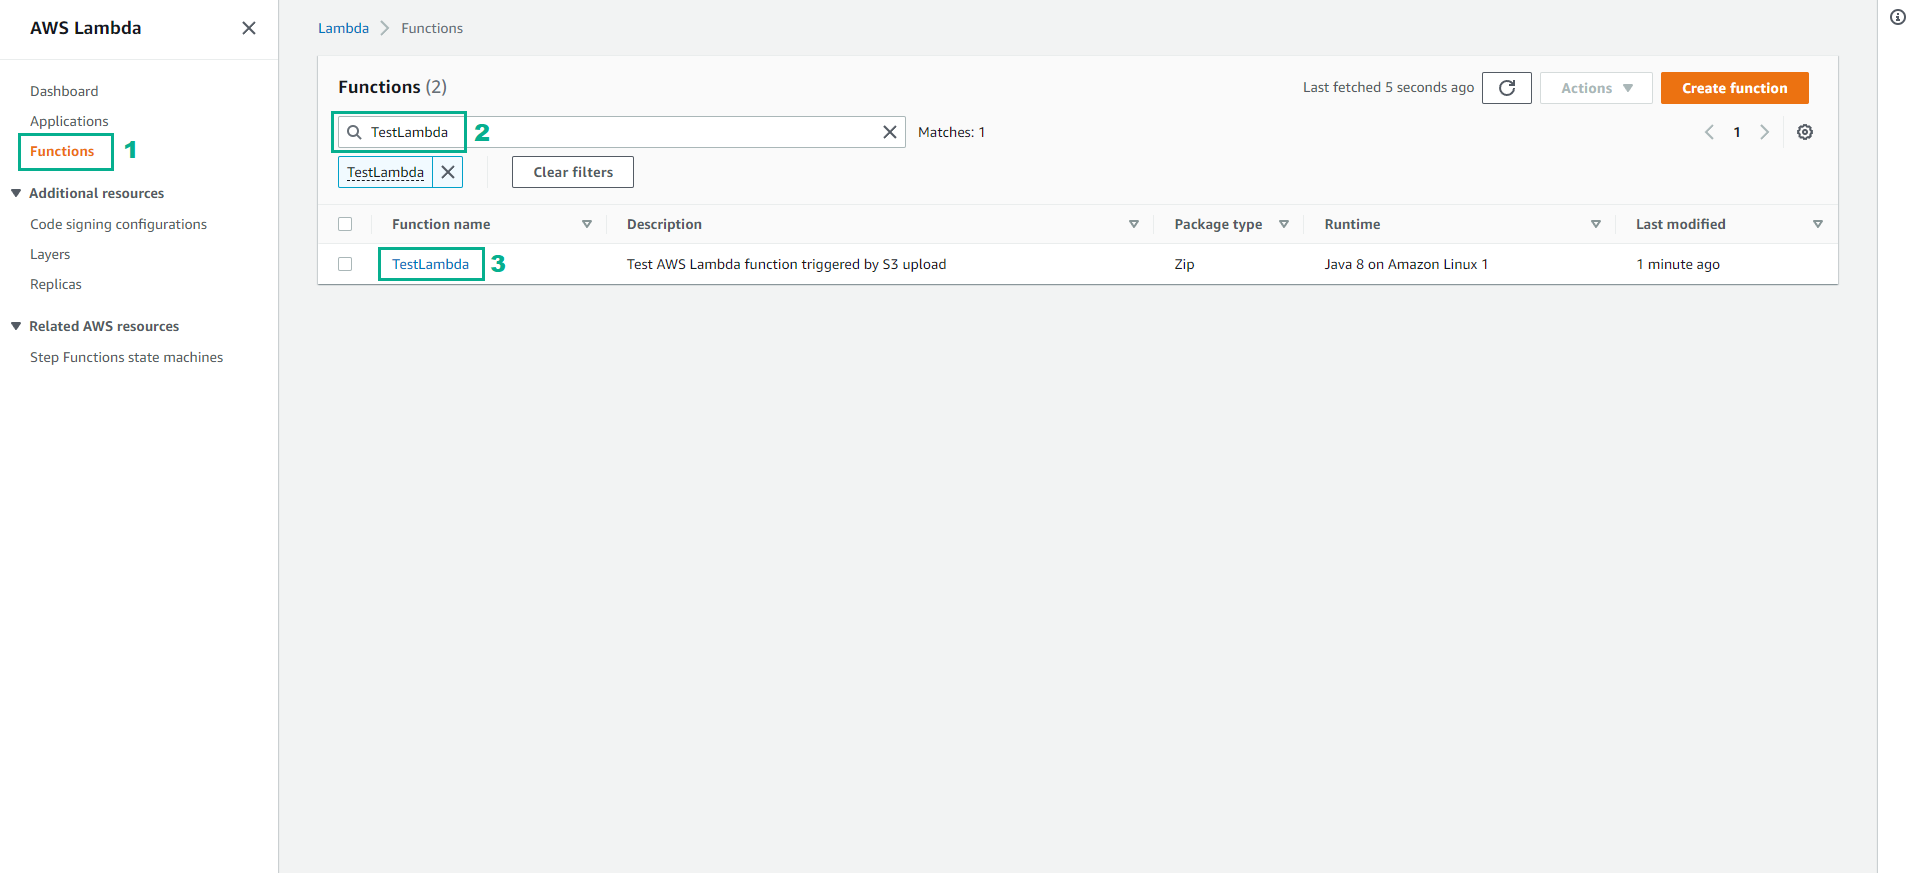 AWS Lambda
Dashboard
Applications
Functions 1
Additional resources
Code signing configurations
Layers
Replicas
Related AWS resources
Step Functions state machines
Lambda Functions
Functions (2)
Last fetched 5 seconds ago Actions Create function
TestLambda 2 Matches: 1 1
TestLambda Clear filters
Function name Description Package type Runtime Last modified
TestLambda 3 Test AWS Lambda function triggered by S3 upload Zip Java 8 on Amazon Linux 1 1 minute ago